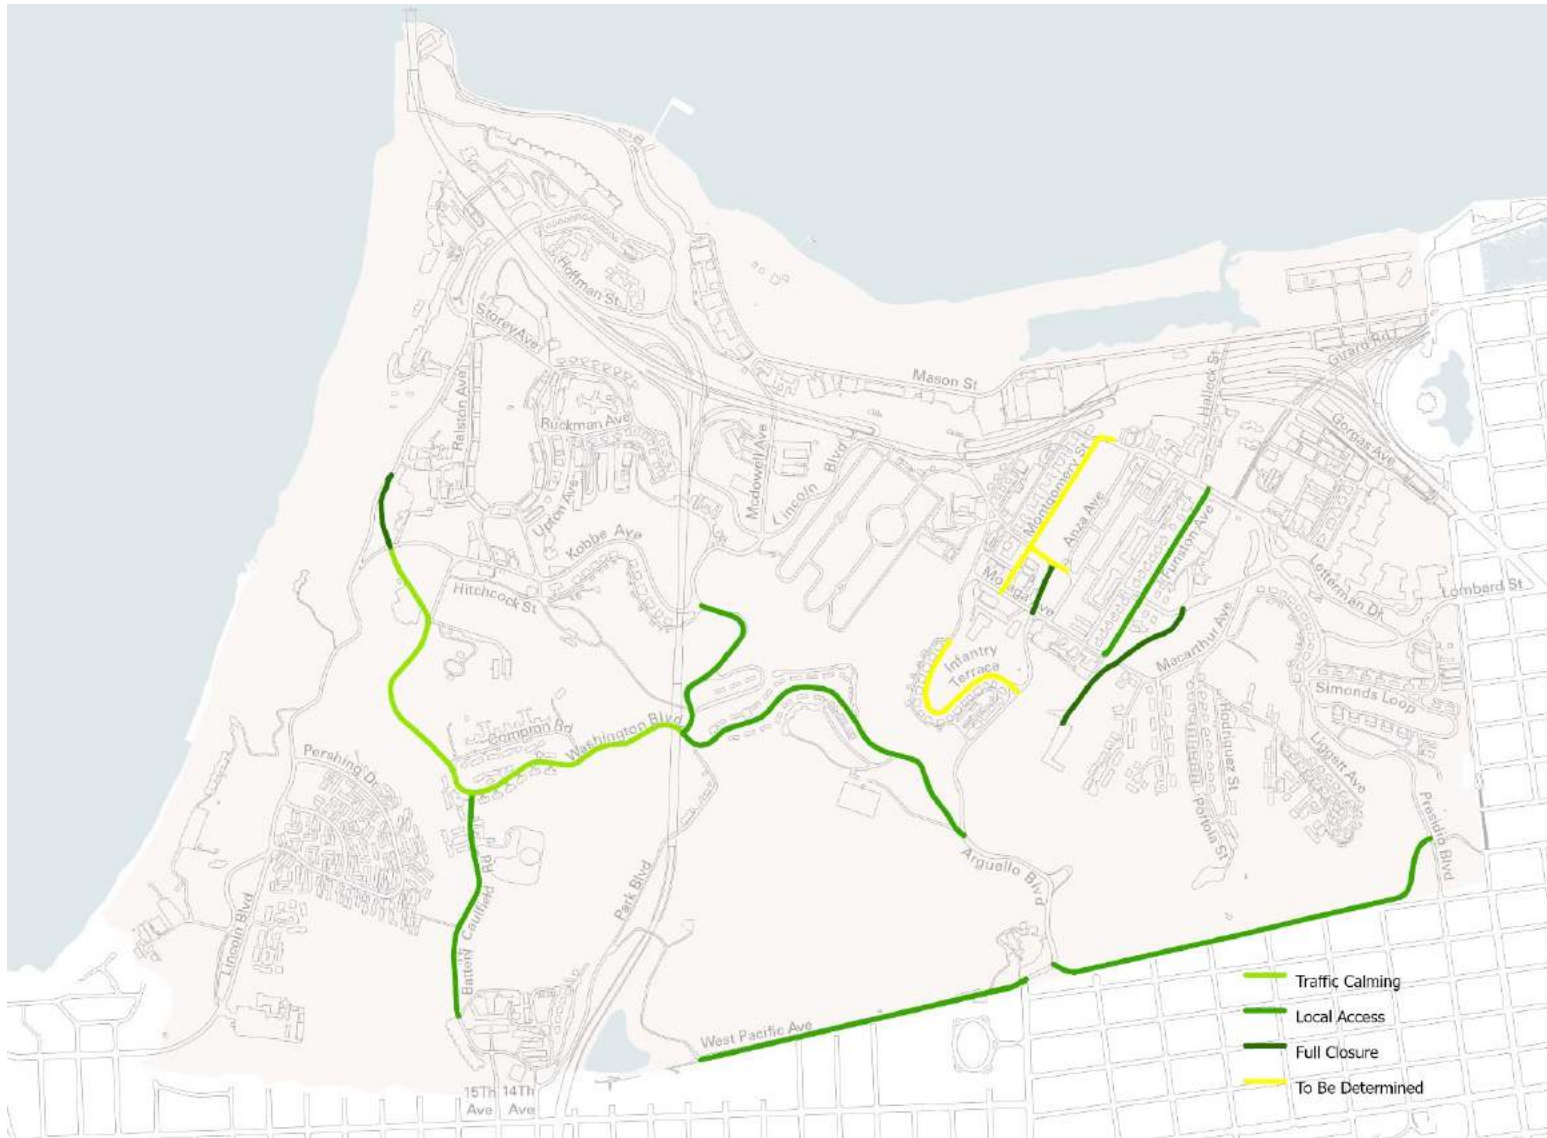 Hoffman St
Storey Ave
Mason St
Girard Rd
Halleck St
Ralston Ave
Ruckman Ave
Mcdowell Ave
Lincoln Blvd
Gorgas Ave
Montgomery St
Upton Ave
Anza Ave
Kobbe Ave
Funston Ave
Moraga Ave
Letterman Dr
Lombard St
Hitchcock St
Macarthur Ave
Infantry
Terrace
Simonds Loop
Compton Rd
Washington Blvd
Rodriguez St
Liggett Ave
Pershing Dr
Portola St
Presidio Blvd
Arguello Blvd
Park Blvd
Battery Caulfield Rd
Lincoln Blvd
West Pacific Ave
15Th 14Th
Ave Ave
Traffic Calming
Local Access
Full Closure
To Be Determined